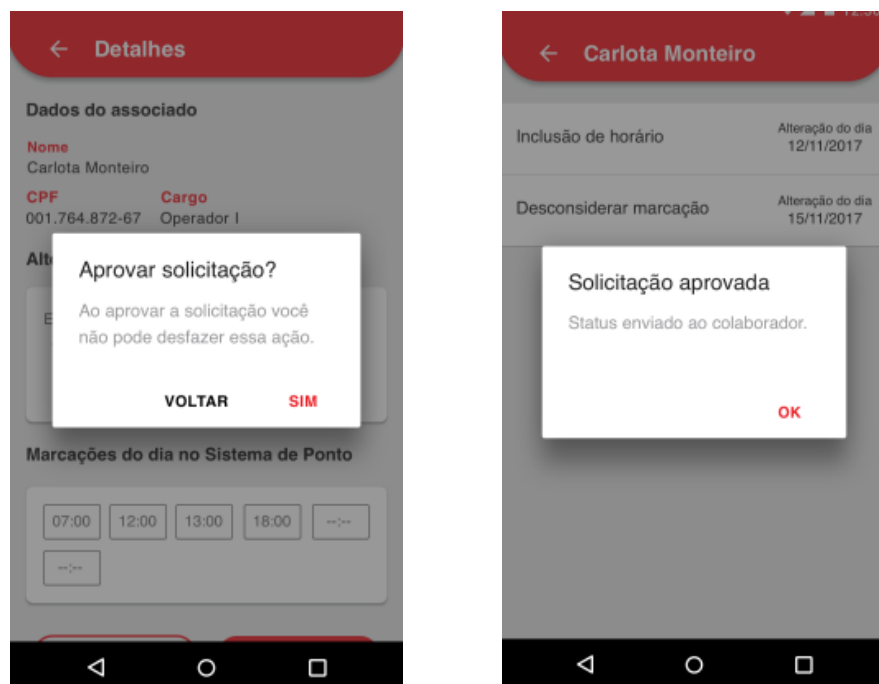 Detalhes
Dados do associado
Nome
Carlota Monteiro
CPF Cargo
001.764.872-67 Operador I
Aprovar solicitação?
Ao aprovar a solicitação você
não pode desfazer essa ação.
VOLTAR SIM
Marcações do dia no Sistema de Ponto
07:00 12:00 13:00 18:00 --:--
--:--
Carlota Monteiro
Inclusão de horário
Alteração do dia
12/11/2017
Desconsiderar marcação
Alteração do dia
15/11/2017
Solicitação aprovada
Status enviado ao colaborador.
OK